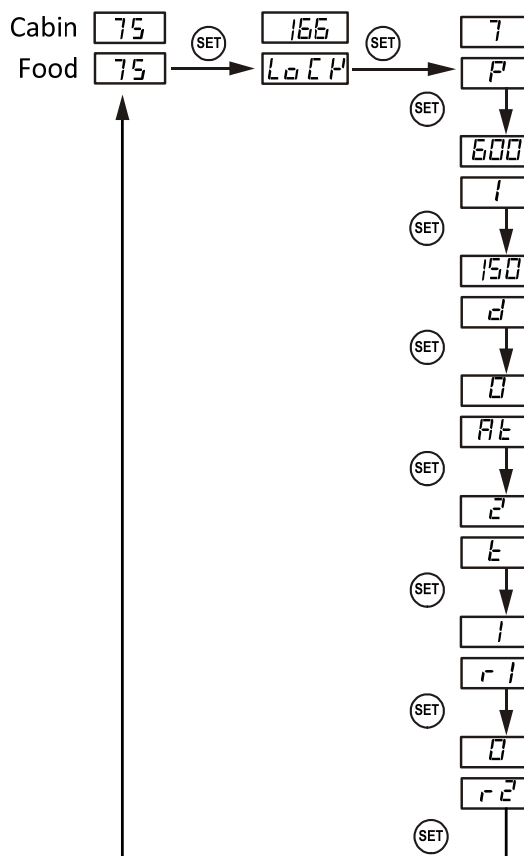 Cabin 75 SET 166 SET 7
Food 75 LoCK P
SET
600
I
SET
150
d
SET
0
At
SET
2
t
SET
1
r1
SET
0
r2
SET